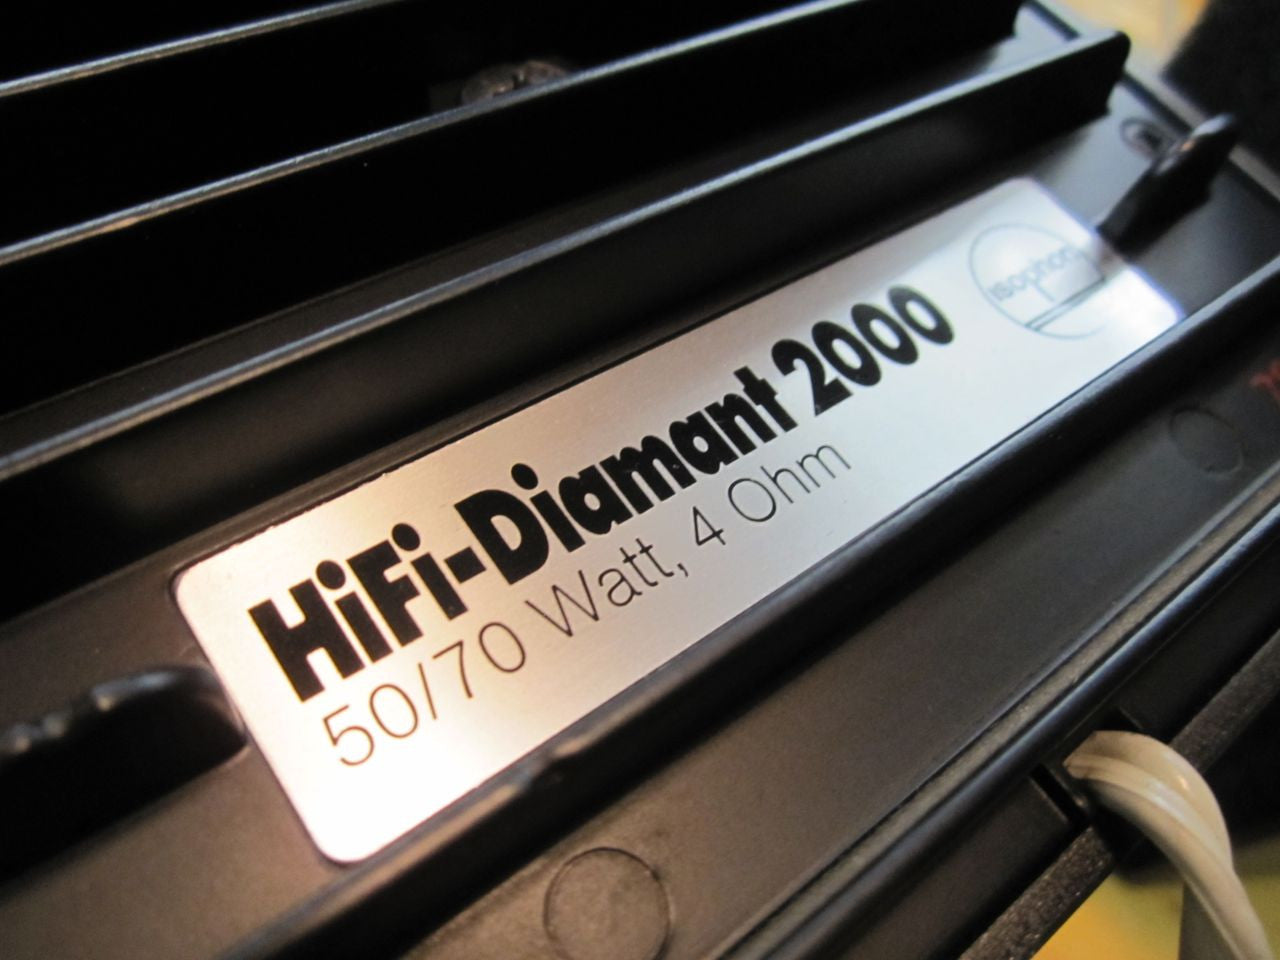 HiFi-Diamant 2000
50/70 Watt, 4 Ohm
isophon